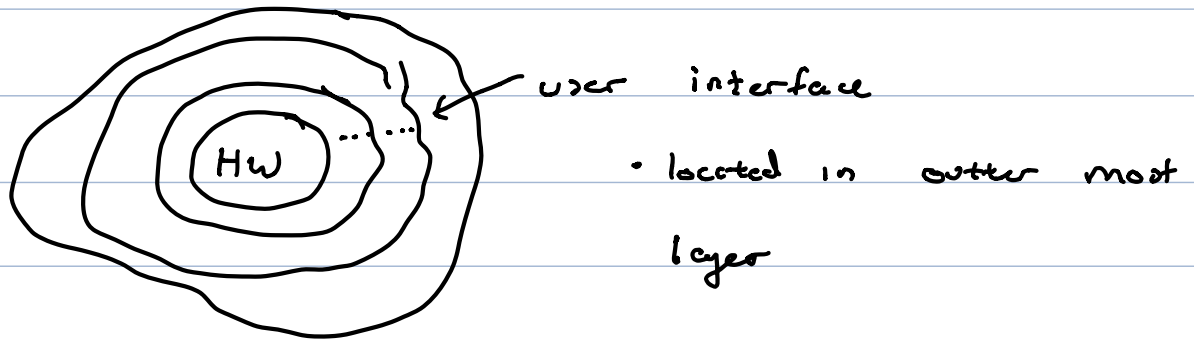 HW
user interface
• located in outter most
layer